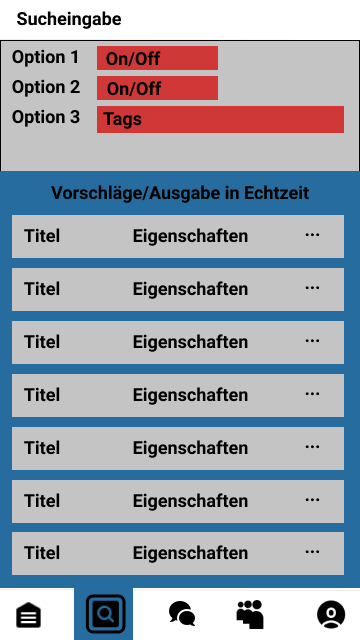 Sucheingabe
Option 1 On/Off
Option 2 On/Off
Option 3 Tags
Vorschläge/Ausgabe in Echtzeit
Titel Eigenschaften ...
Titel Eigenschaften ...
Titel Eigenschaften ...
Titel Eigenschaften ...
Titel Eigenschaften ...
Titel Eigenschaften ...
Titel Eigenschaften ...